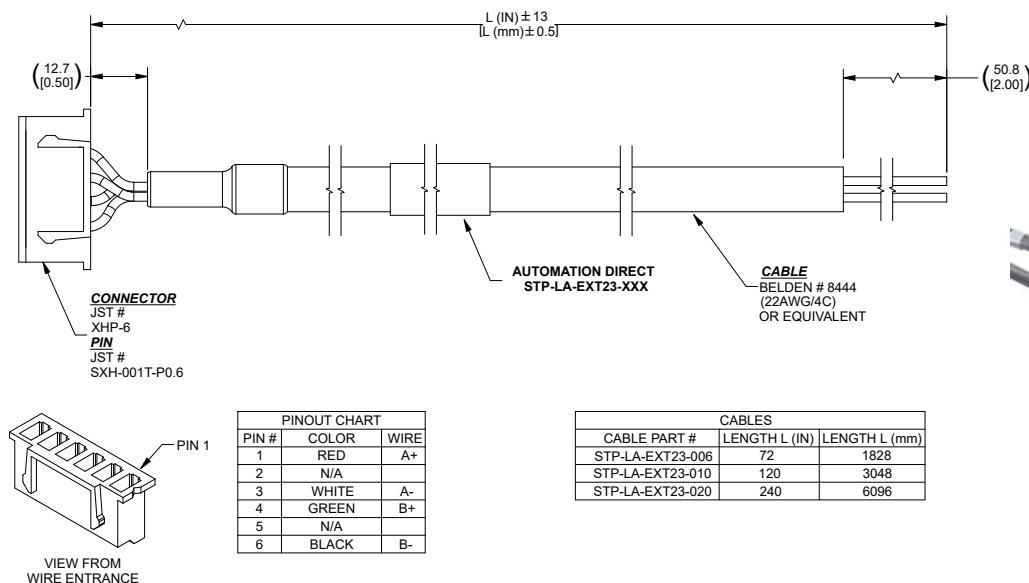 L (IN) ± 13
[L (mm) ± 0.5]
(12.7
[0.50])
(50.8
[2.00])
AUTOMATION DIRECT
STP-LA-EXT23-XXX
CABLE
BELDEN # 8444
(22AWG/4C)
OR EQUIVALENT
CONNECTOR
JST #
XHP-6
PIN
JST #
SXH-001T-P0.6
PIN 1
VIEW FROM
WIRE ENTRANCE
PINOUT CHART
PIN # COLOR WIRE
1 RED A+
2 N/A
3 WHITE A-
4 GREEN B+
5 N/A
6 BLACK B-
CABLES
CABLE PART # LENGTH L (IN) LENGTH L (mm)
STP-LA-EXT23-006 72 1828
STP-LA-EXT23-010 120 3048
STP-LA-EXT23-020 240 6096